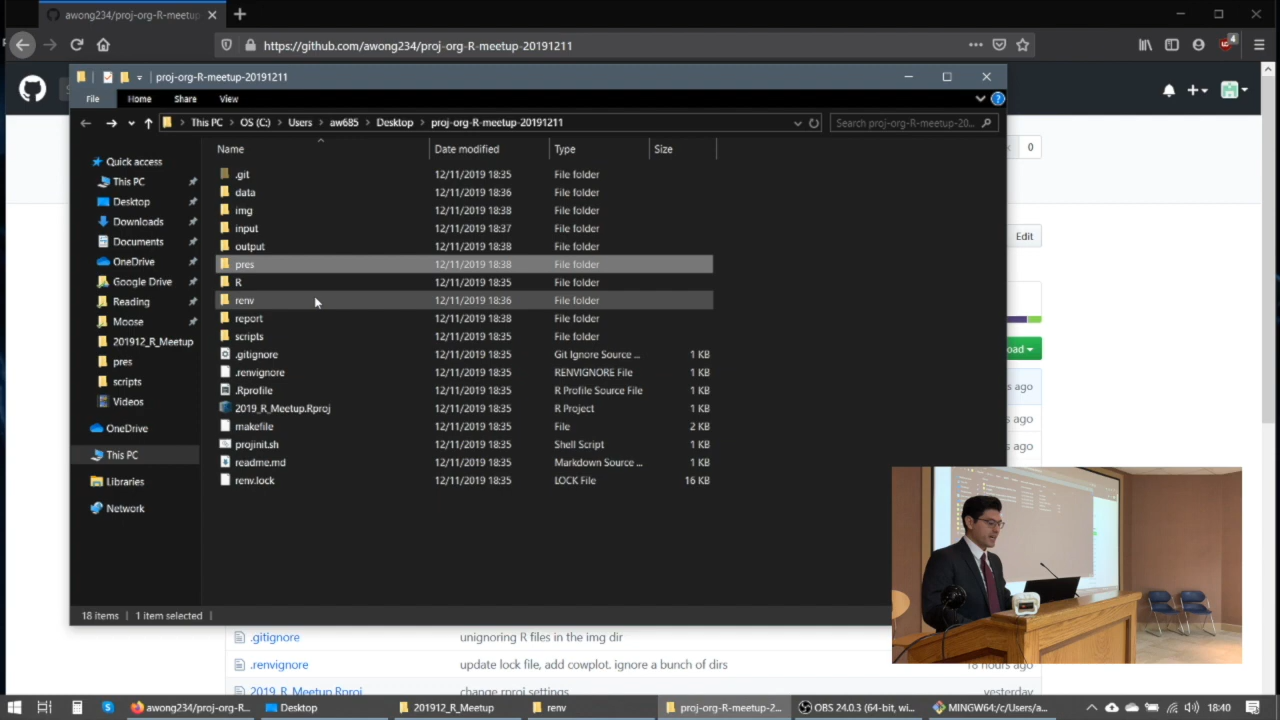 awong234/proj-org-R-meetup
https://github.com/awong234/proj-org-R-meetup-20191211
4
proj-org-R-meetup-20191211
File Home Share View
This PC OS (C:) Users aw685 Desktop proj-org-R-meetup-20191211
Search proj-org-R-meetup-20...
0
Name Date modified Type Size
Quick access
This PC
Desktop
Downloads
Documents
OneDrive
Google Drive
Reading
Moose
201912_R_Meetup
pres
scripts
Videos
OneDrive
This PC
Libraries
Network
.git 12/11/2019 18:35 File folder
data 12/11/2019 18:36 File folder
img 12/11/2019 18:38 File folder
input 12/11/2019 18:37 File folder
output 12/11/2019 18:38 File folder
pres 12/11/2019 18:38 File folder
R 12/11/2019 18:35 File folder
renv 12/11/2019 18:36 File folder
report 12/11/2019 18:38 File folder
scripts 12/11/2019 18:35 File folder
.gitignore 12/11/2019 18:35 Git Ignore Source ... 1 KB
.renvignore 12/11/2019 18:35 RENVIGNORE File 1 KB
.Rprofile 12/11/2019 18:35 R Profile Source File 1 KB
2019_R_Meetup.Rproj 12/11/2019 18:35 R Project 1 KB
makefile 12/11/2019 18:35 File 2 KB
projinit.sh 12/11/2019 18:35 Shell Script 1 KB
readme.md 12/11/2019 18:35 Markdown Source ... 1 KB
renv.lock 12/11/2019 18:35 LOCK File 16 KB
Edit
oad
s ago
s ago
s ago
18 items 1 item selected
.gitignore unignoring R files in the img dir
.renvignore update lock file, add cowplot. ignore a bunch of dirs 18 hours ago
2019_R_Meetup.Rproj change rproj settings yesterday
awong234/proj-org-R... Desktop 201912_R_Meetup renv proj-org-R-meetup-2... OBS 24.0.3 (64-bit, wi... MINGW64:/c/Users/a... 18:40